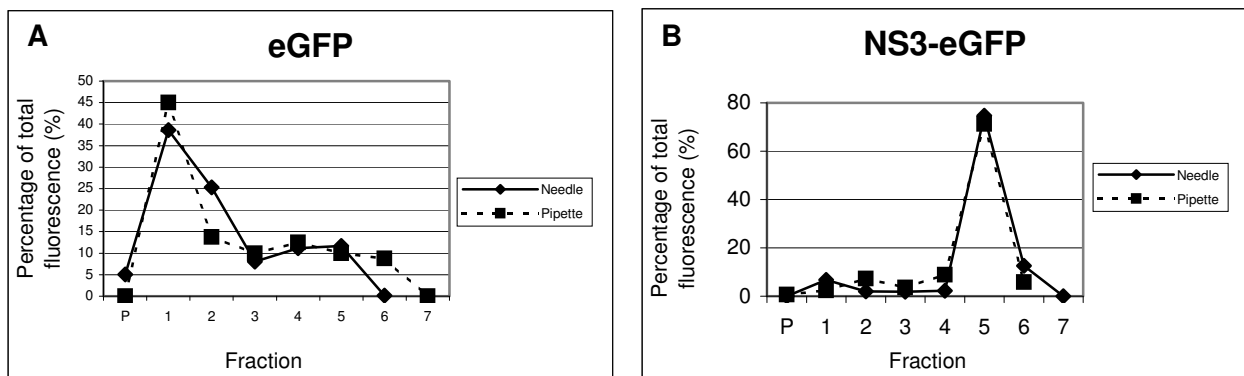 A
eGFP
Percentage of total
fluorescence (%)
50
45
40
35
30
25
20
15
10
5
0
P 1 2 3 4 5 6 7
Fraction
Needle
Pipette
B
NS3-eGFP
Percentage of total
fluorescence (%)
80
60
40
20
0
P 1 2 3 4 5 6 7
Fraction
Needle
Pipette